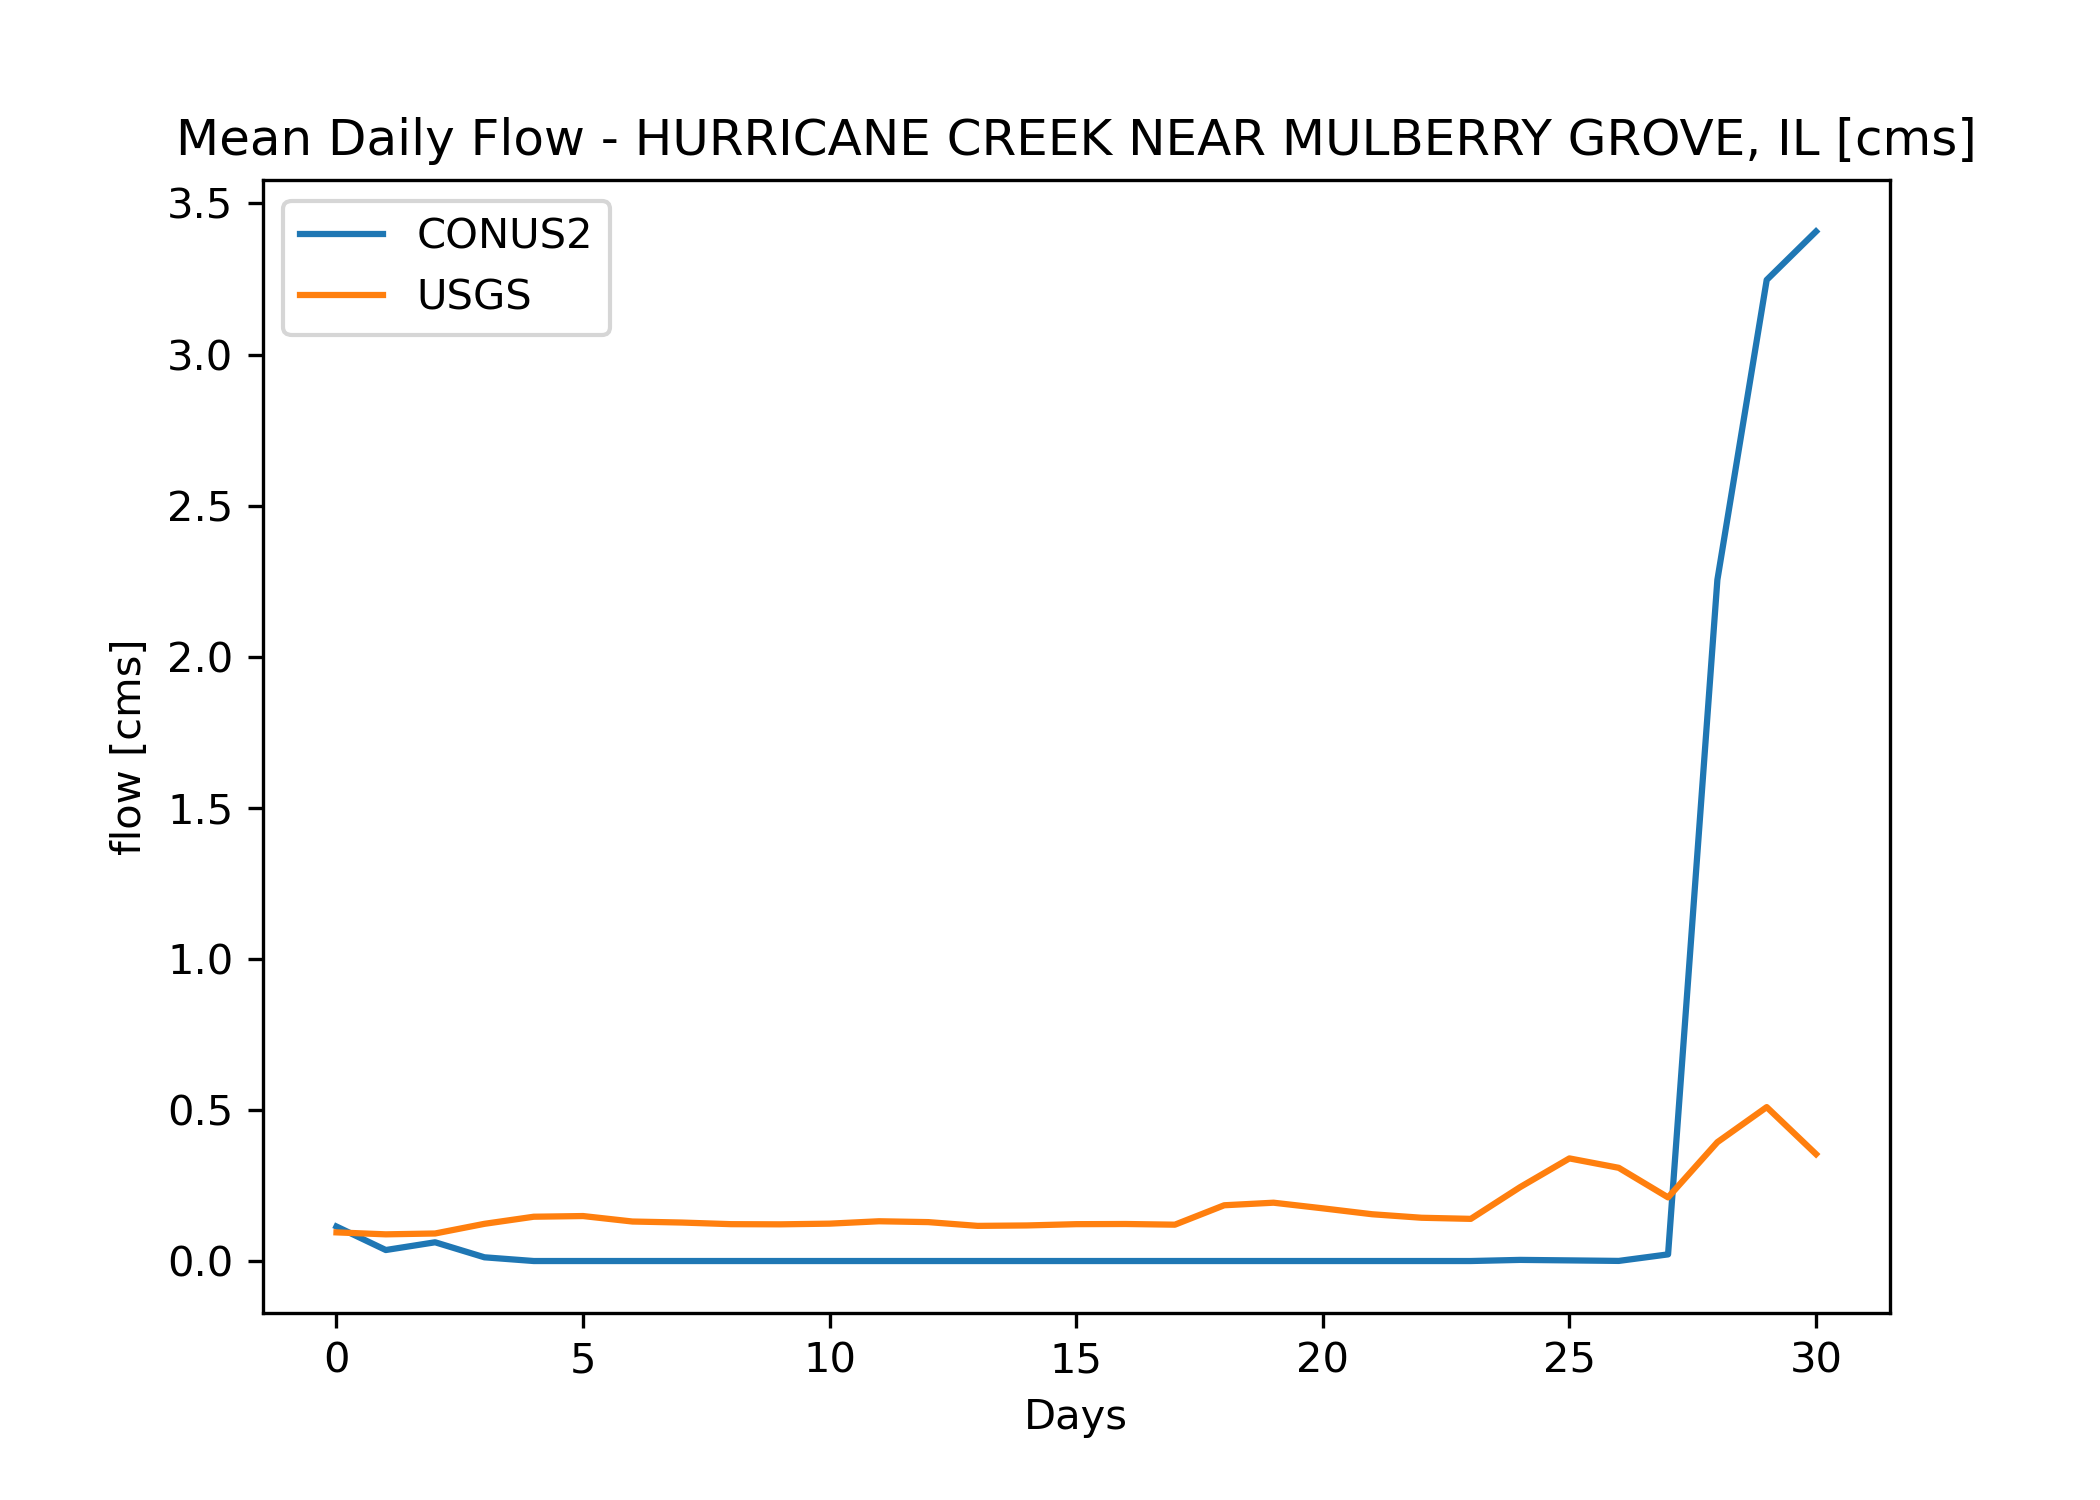 Mean Daily Flow - HURRICANE CREEK NEAR MULBERRY GROVE, IL [cms]
CONUS2
USGS
3.5
3.0
2.5
2.0
1.5
1.0
0.5
0.0
flow [cms]
0 5 10 15 20 25 30
Days